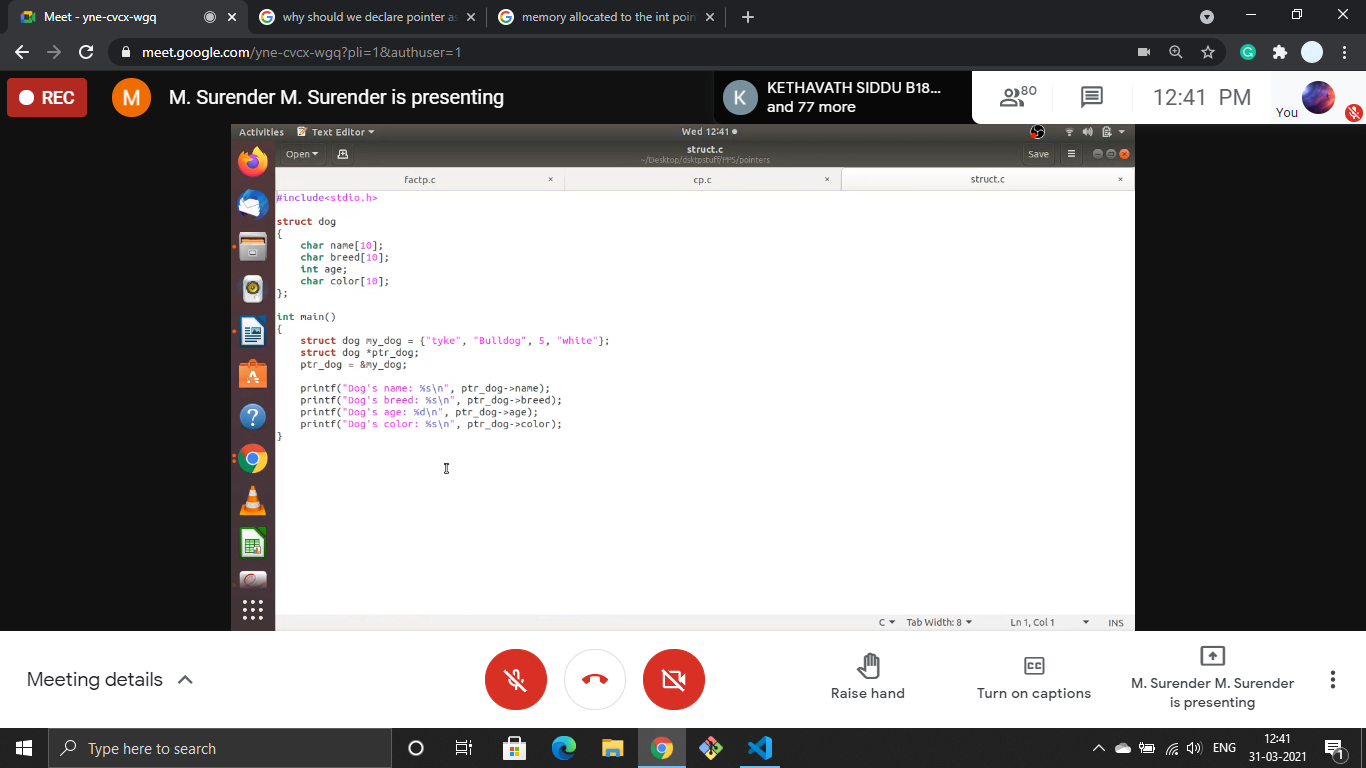 Meet - yne-cvcx-wgq
why should we declare pointer as
memory allocated to the int poin
meet.google.com/yne-cvcx-wgq?pli=1&authuser=1
REC
M
M. Surender M. Surender is presenting
K
KETHAVATH SIDDU B18...
and 77 more
80
12:41 PM
You
Activities
Text Editor
Wed 12:41
Open
struct.c
~/Desktop/dsktpstuff/PPS/pointers
Save
factp.c
cp.c
struct.c
#include<stdio.h>
struct dog
{
    char name[10];
    char breed[10];
    int age;
    char color[10];
};
int main()
{
    struct dog my_dog = {"tyke", "Bulldog", 5, "white"};
    struct dog *ptr_dog;
    ptr_dog = &my_dog;
    printf("Dog's name: %s\n", ptr_dog->name);
    printf("Dog's breed: %s\n", ptr_dog->breed);
    printf("Dog's age: %d\n", ptr_dog->age);
    printf("Dog's color: %s\n", ptr_dog->color);
}
C
Tab Width: 8
Ln 1, Col 1
INS
Meeting details
Raise hand
Turn on captions
M. Surender M. Surender
is presenting
Type here to search
ENG
12:41
31-03-2021
1